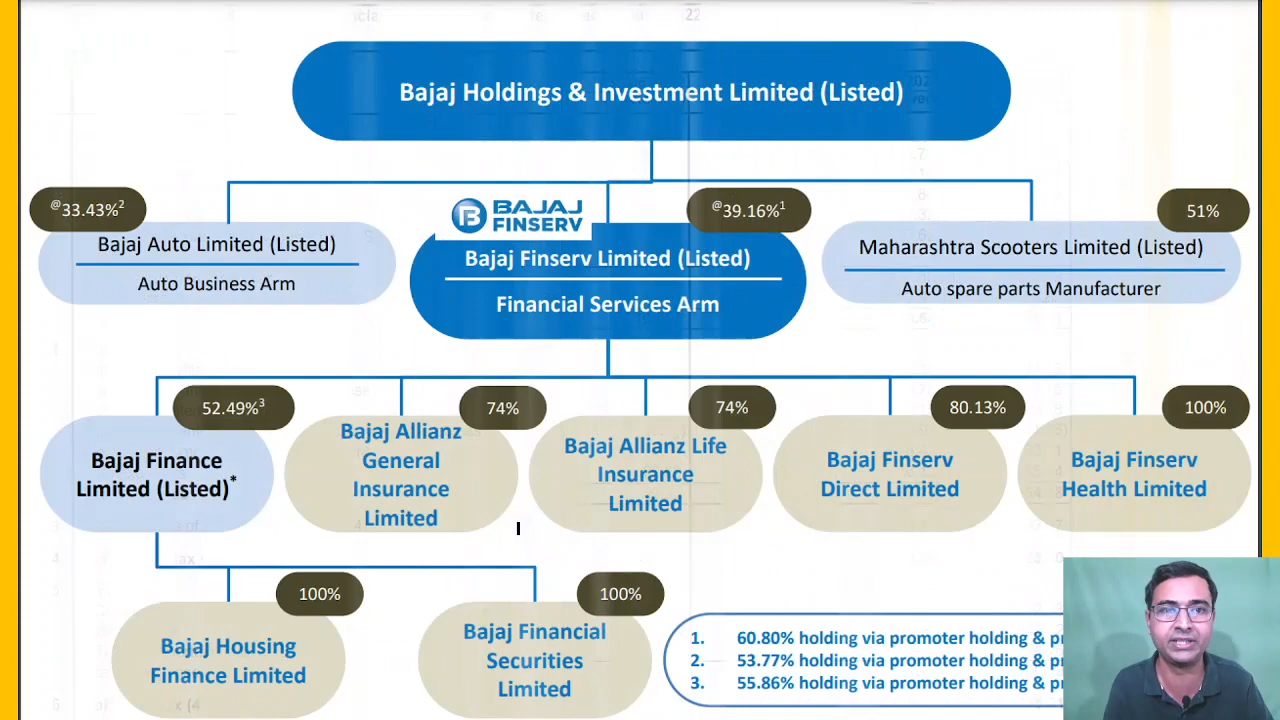 Bajaj Holdings & Investment Limited (Listed)
@33.43%2
Bajaj Auto Limited (Listed)
Auto Business Arm
BAJAJ
FINSERV
@39.16%1
Bajaj Finserv Limited (Listed)
Financial Services Arm
51%
Maharashtra Scooters Limited (Listed)
Auto spare parts Manufacturer
52.49%3
Bajaj Finance
Limited (Listed)*
74%
Bajaj Allianz
General
Insurance
Limited
74%
Bajaj Allianz Life
Insurance
Limited
80.13%
Bajaj Finserv
Direct Limited
100%
Bajaj Finserv
Health Limited
100%
Bajaj Housing
Finance Limited
100%
Bajaj Financial
Securities
Limited
1. 60.80% holding via promoter holding &
2. 53.77% holding via promoter holding &
3. 55.86% holding via promoter holding &